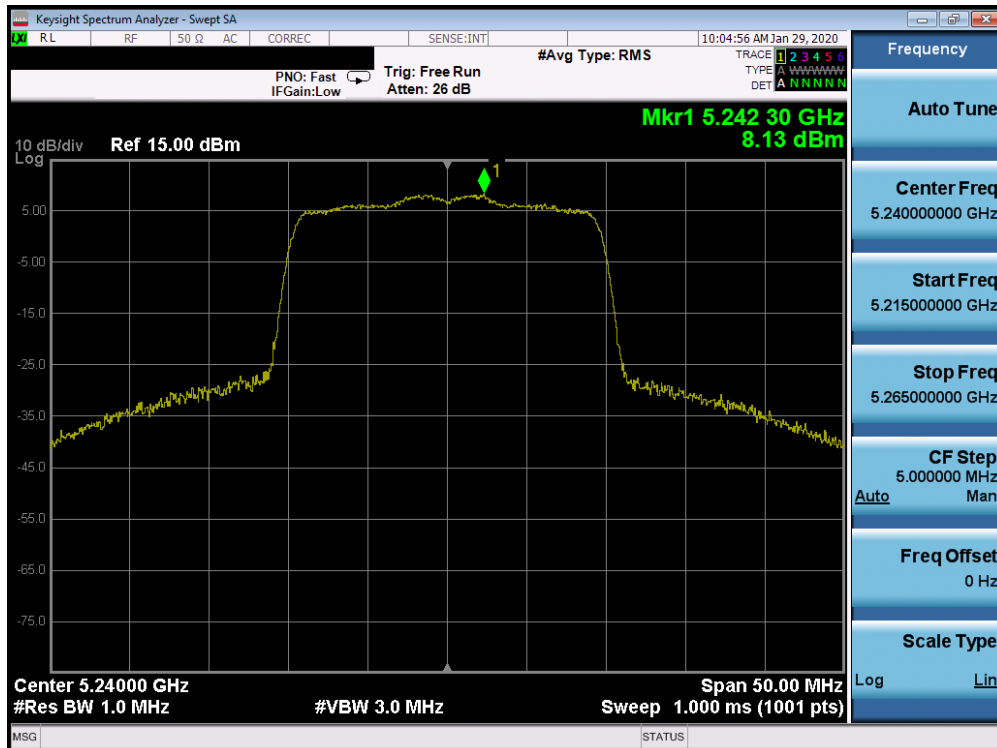 Keysight Spectrum Analyzer - Swept SA
LXI RL RF 50 Ω AC CORREC SENSE:INT 10:04:56 AM Jan 29, 2020
#Avg Type: RMS TRACE 1 2 3 4 5 6
PNO: Fast Trig: Free Run TYPE A WWWWW
IFGain:Low Atten: 26 dB DET A N N N N N
Mkr1 5.242 30 GHz
8.13 dBm
10 dB/div Ref 15.00 dBm
Log
1
5.00
-5.00
-15.0
-25.0
-35.0
-45.0
-55.0
-65.0
-75.0
Center 5.24000 GHz Span 50.00 MHz
#Res BW 1.0 MHz #VBW 3.0 MHz Sweep 1.000 ms (1001 pts)
MSG STATUS
Frequency
Auto Tune
Center Freq
5.240000000 GHz
Start Freq
5.215000000 GHz
Stop Freq
5.265000000 GHz
CF Step
5.000000 MHz
Auto Man
Freq Offset
0 Hz
Scale Type
Log Lin